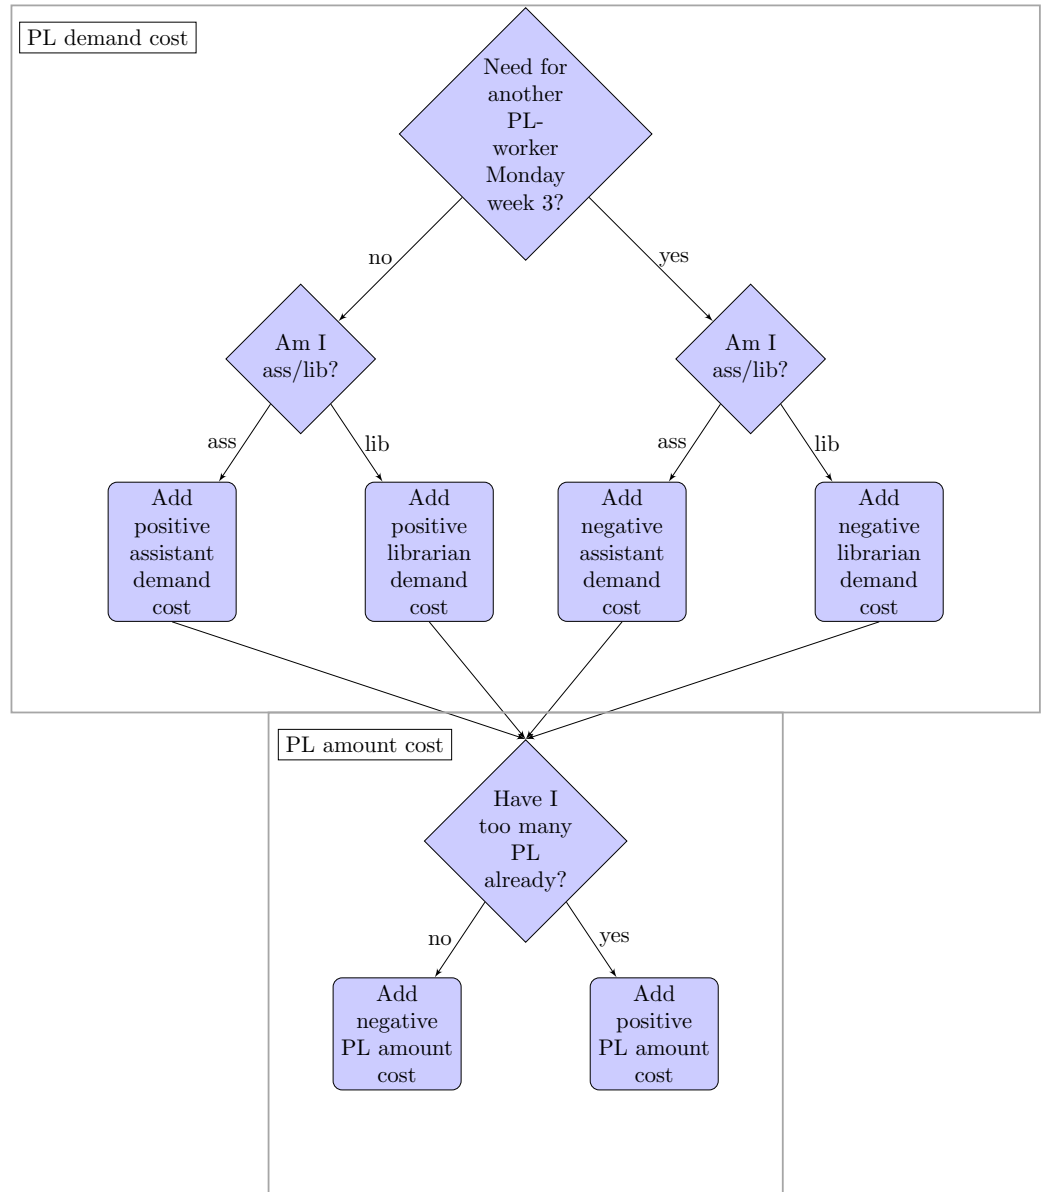 PL demand cost
Need for
another
PL-
worker
Monday
week 3?
no
yes
Am I
ass/lib?
Am I
ass/lib?
ass
lib
ass
lib
Add
positive
assistant
demand
cost
Add
positive
librarian
demand
cost
Add
negative
assistant
demand
cost
Add
negative
librarian
demand
cost
PL amount cost
Have I
too many
PL
already?
no
yes
Add
negative
PL amount
cost
Add
positive
PL amount
cost